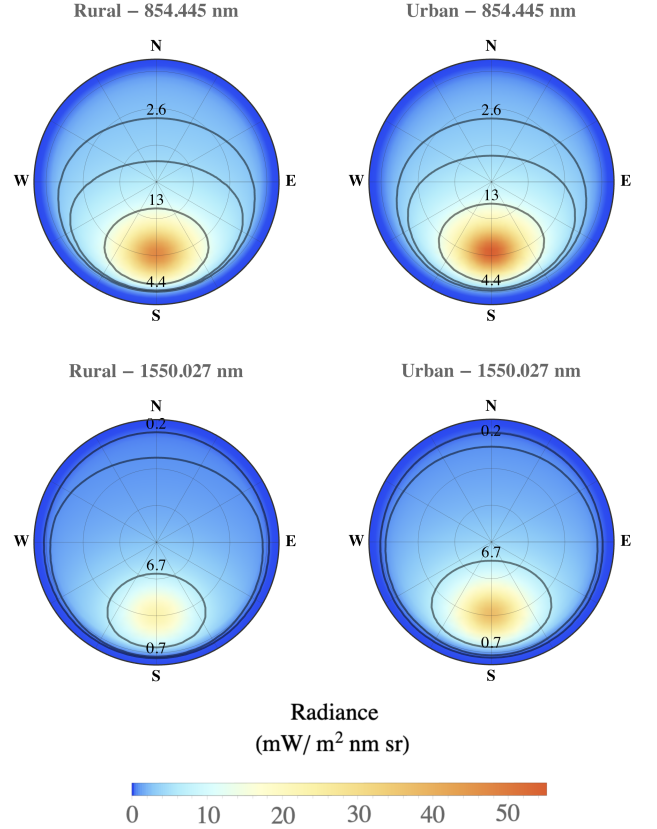 Rural – 854.445 nm
Urban – 854.445 nm
N
N
2.6
2.6
W
E
W
E
13
13
4.4
4.4
S
S
Rural – 1550.027 nm
Urban – 1550.027 nm
N
N
0.2
0.2
W
E
W
E
6.7
6.7
0.7
0.7
S
S
Radiance
(mW/ m² nm sr)
0 10 20 30 40 50